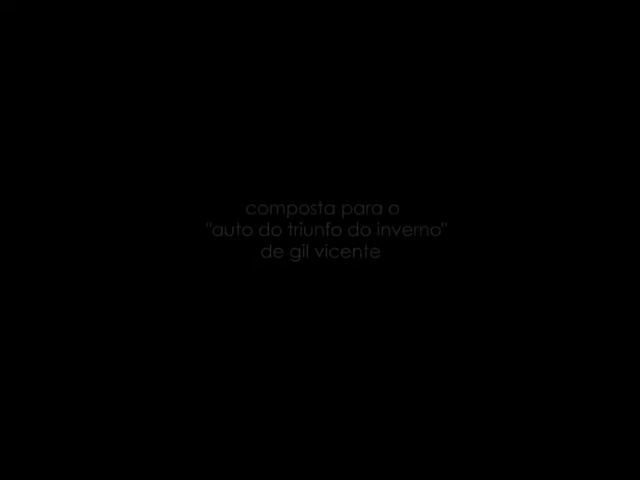 composta para o
"auto do triunfo do inverno"
de gil vicente